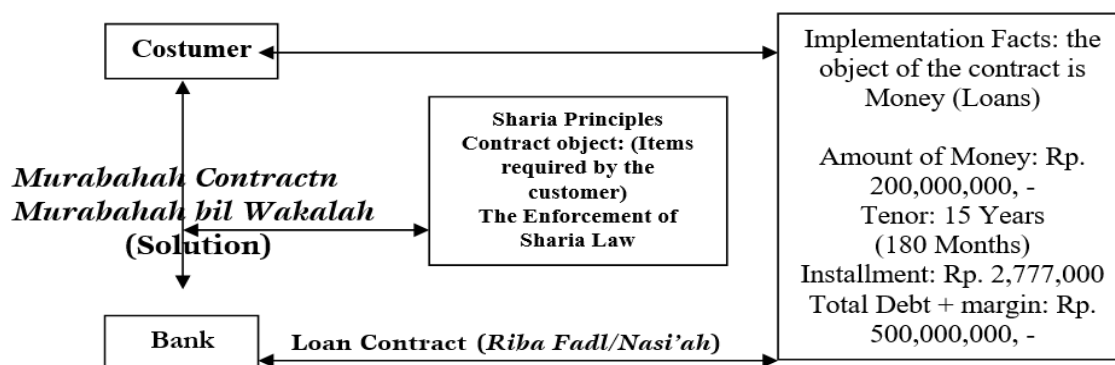 Costumer
Implementation Facts: the
object of the contract is
Money (Loans)
Amount of Money: Rp.
200,000,000, -
Tenor: 15 Years
(180 Months)
Installment: Rp. 2,777,000
Total Debt + margin: Rp.
500,000,000, -
Sharia Principles
Contract object: (Items
required by the
customer)
The Enforcement of
Sharia Law
Murabahah Contractn
Murabahah bil Wakalah
(Solution)
Bank
Loan Contract (Riba Fadl/Nasi’ah)